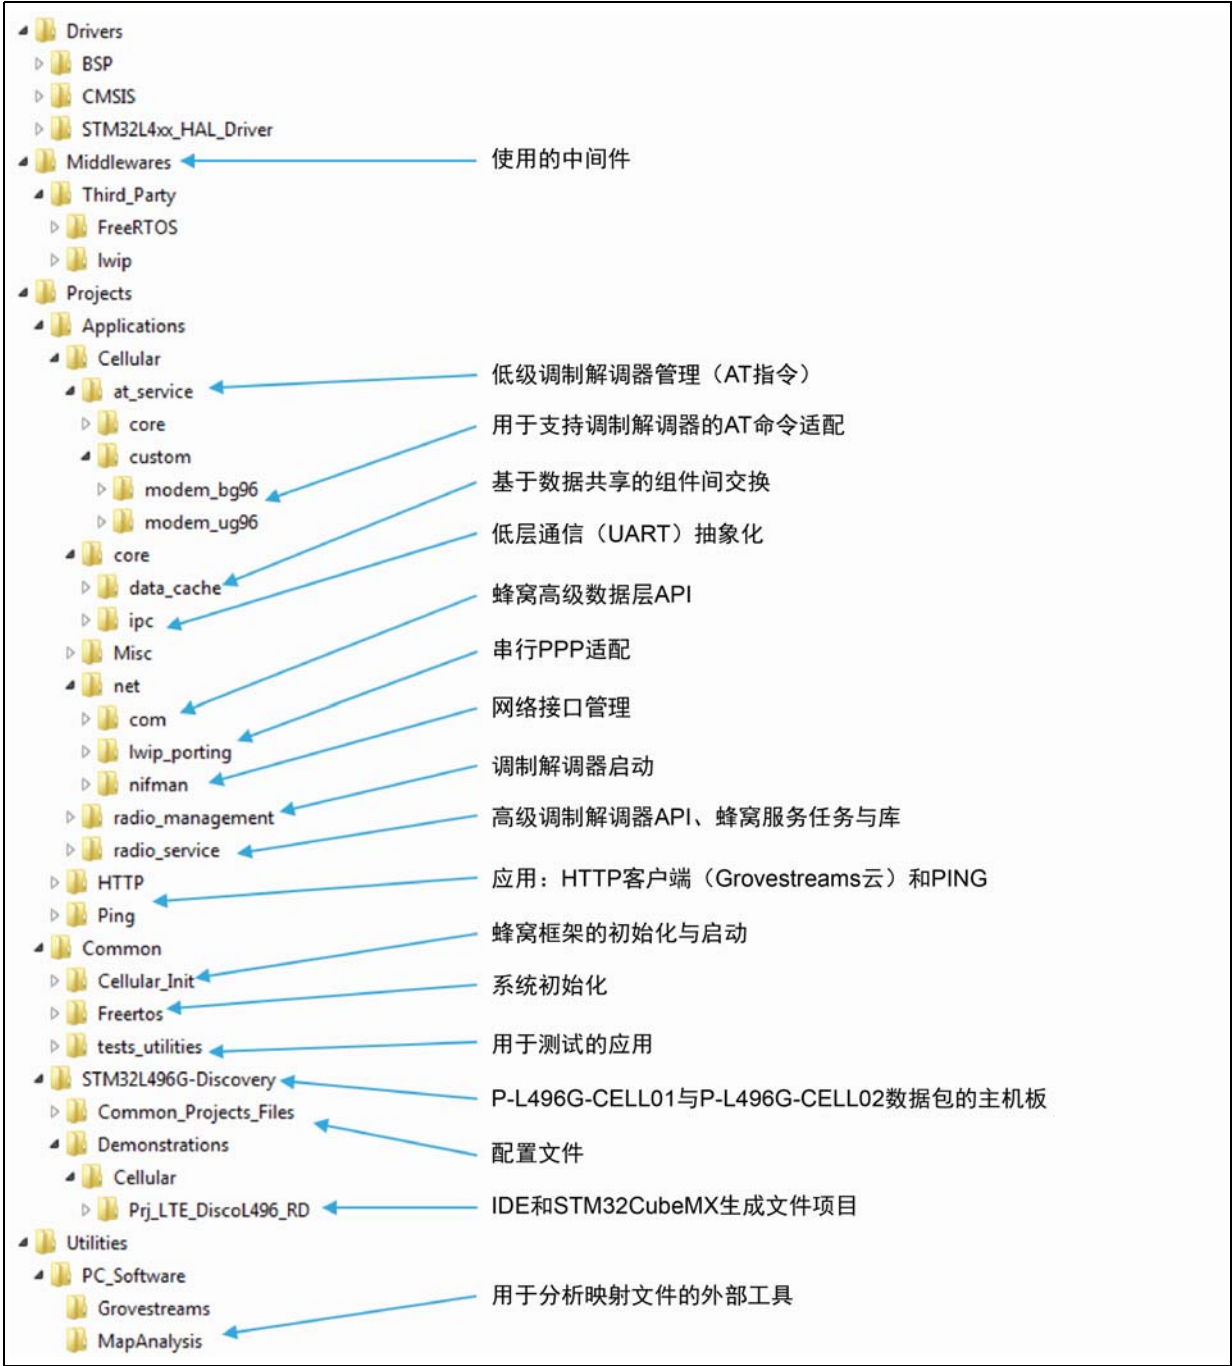 Drivers
BSP
CMSIS
STM32L4xx_HAL_Driver
Middlewares 使用的中间件
Third_Party
FreeRTOS
lwip
Projects
Applications
Cellular
低级调制解调器管理（AT指令）
at_service
core
用于支持调制解调器的AT命令适配
custom
modem_bg96
基于数据共享的组件间交换
modem_ug96
低层通信（UART）抽象化
core
data_cache
蜂窝高级数据层API
ipc
Misc
串行PPP适配
net
com
网络接口管理
lwip_porting
调制解调器启动
nifman
radio_management
高级调制解调器API、蜂窝服务任务与库
radio_service
HTTP
应用：HTTP客户端（Grovestreams云）和PING
Ping
蜂窝框架的初始化与启动
Common
Cellular_Init
系统初始化
Freertos
tests_utilities
用于测试的应用
STM32L496G-Discovery
P-L496G-CELL01与P-L496G-CELL02数据包的主机板
Common_Projects_Files
Demonstrations
配置文件
Cellular
Prj_LTE_DiscoL496_RD
IDE和STM32CubeMX生成文件项目
Utilities
PC_Software
用于分析映射文件的外部工具
Grovestreams
MapAnalysis